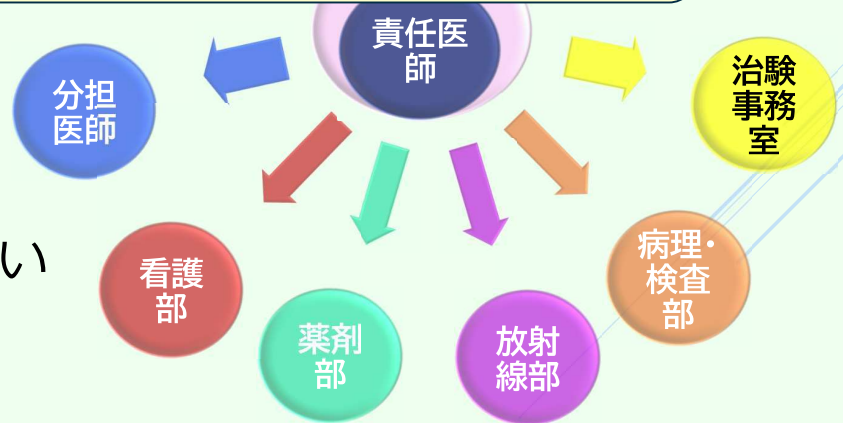 責任医
師
分担
医師
治験
事務
室
い
看護
部
薬剤
部
放射
線部
病理・
検査
部